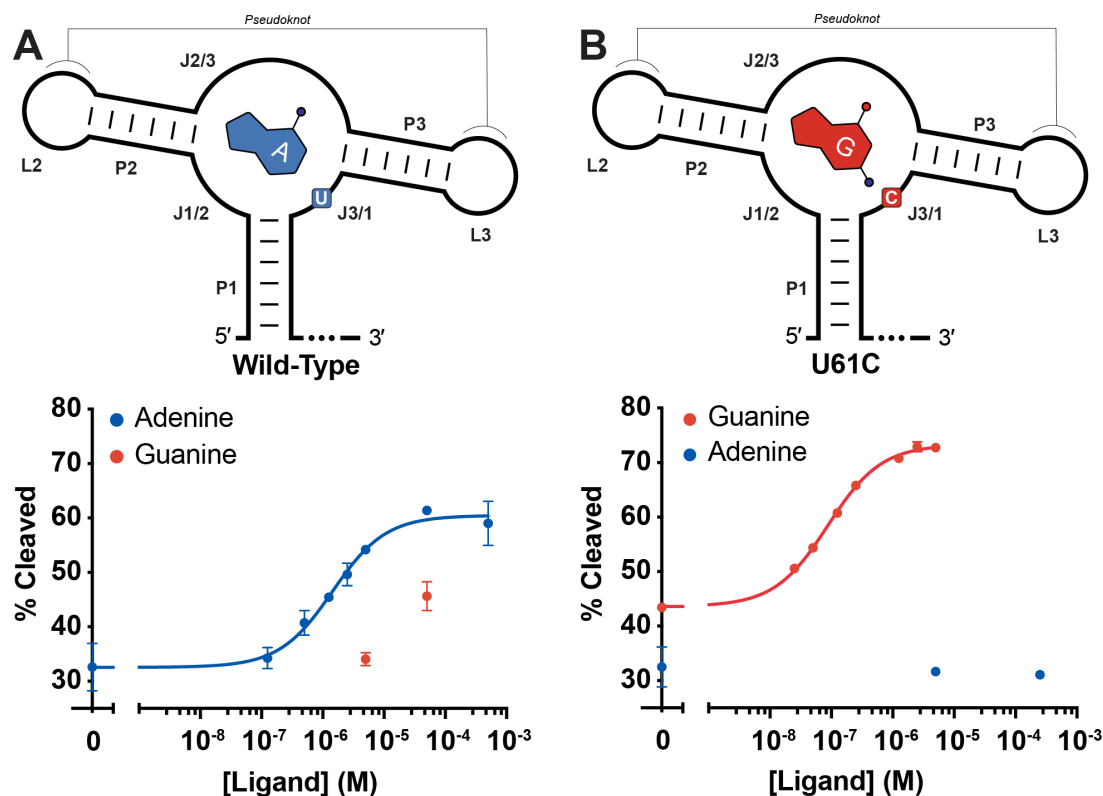 A
Pseudoknot
J2/3
A
P3
L2
P2
U
J1/2
J3/1
L3
P1
5′
3′
Wild-Type
80
70
60
50
40
30
% Cleaved
Adenine
Guanine
0
10-8
10-7
10-6
10-5
10-4
10-3
[Ligand] (M)
B
Pseudoknot
J2/3
G
P3
L2
P2
C
J1/2
J3/1
L3
P1
5′
3′
U61C
80
70
60
50
40
30
% Cleaved
Guanine
Adenine
0
10-8
10-7
10-6
10-5
10-4
10-3
[Ligand] (M)